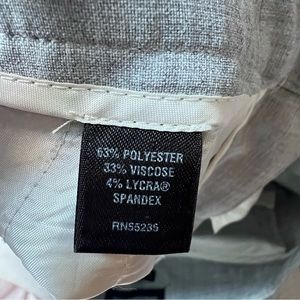 63% POLYESTER
33% VISCOSE
4% LYCRA®
SPANDEX
RN55235